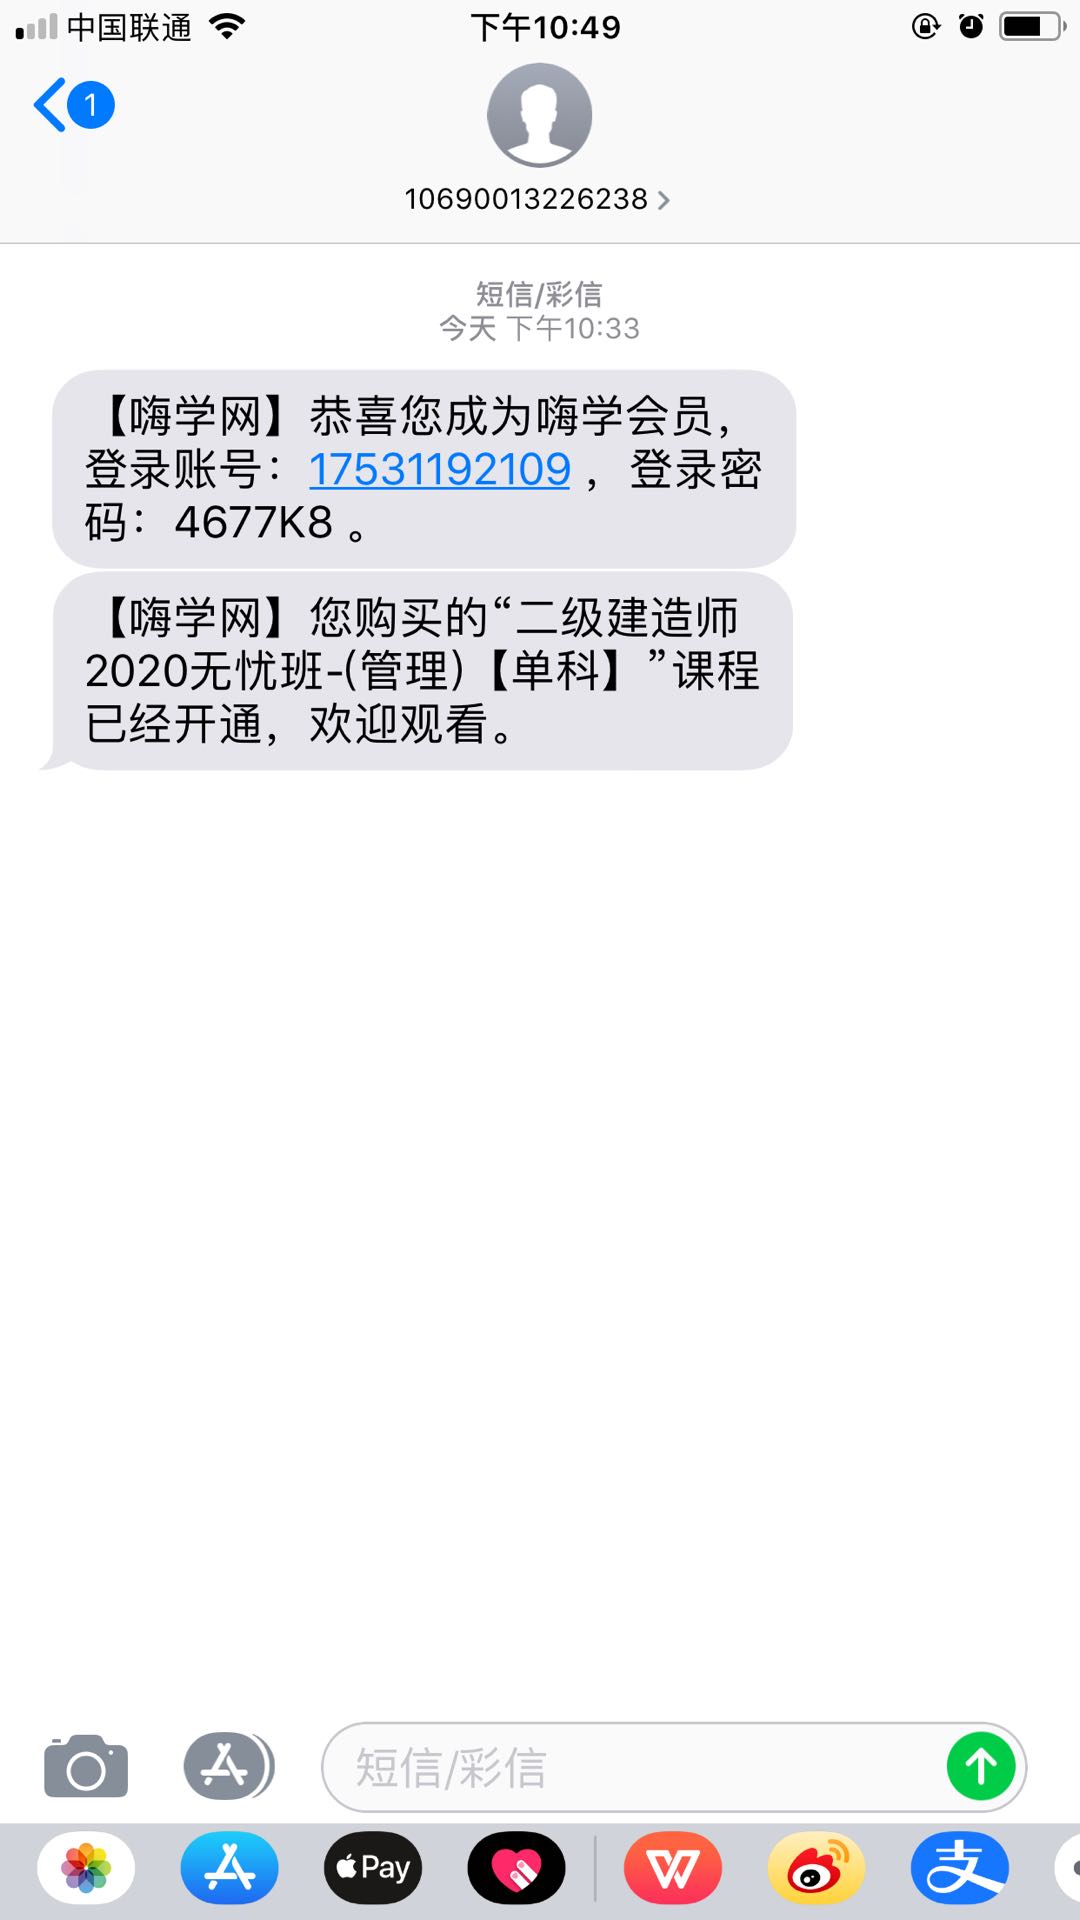 中国联通
下午10:49
1
10690013226238
短信/彩信
今天 下午10:33
【嗨学网】恭喜您成为嗨学会员，
登录账号：17531192109 ，登录密
码：4677K8 。
【嗨学网】您购买的“二级建造师
2020无忧班-(管理)【单科】”课程
已经开通，欢迎观看。
短信/彩信
Pay
支